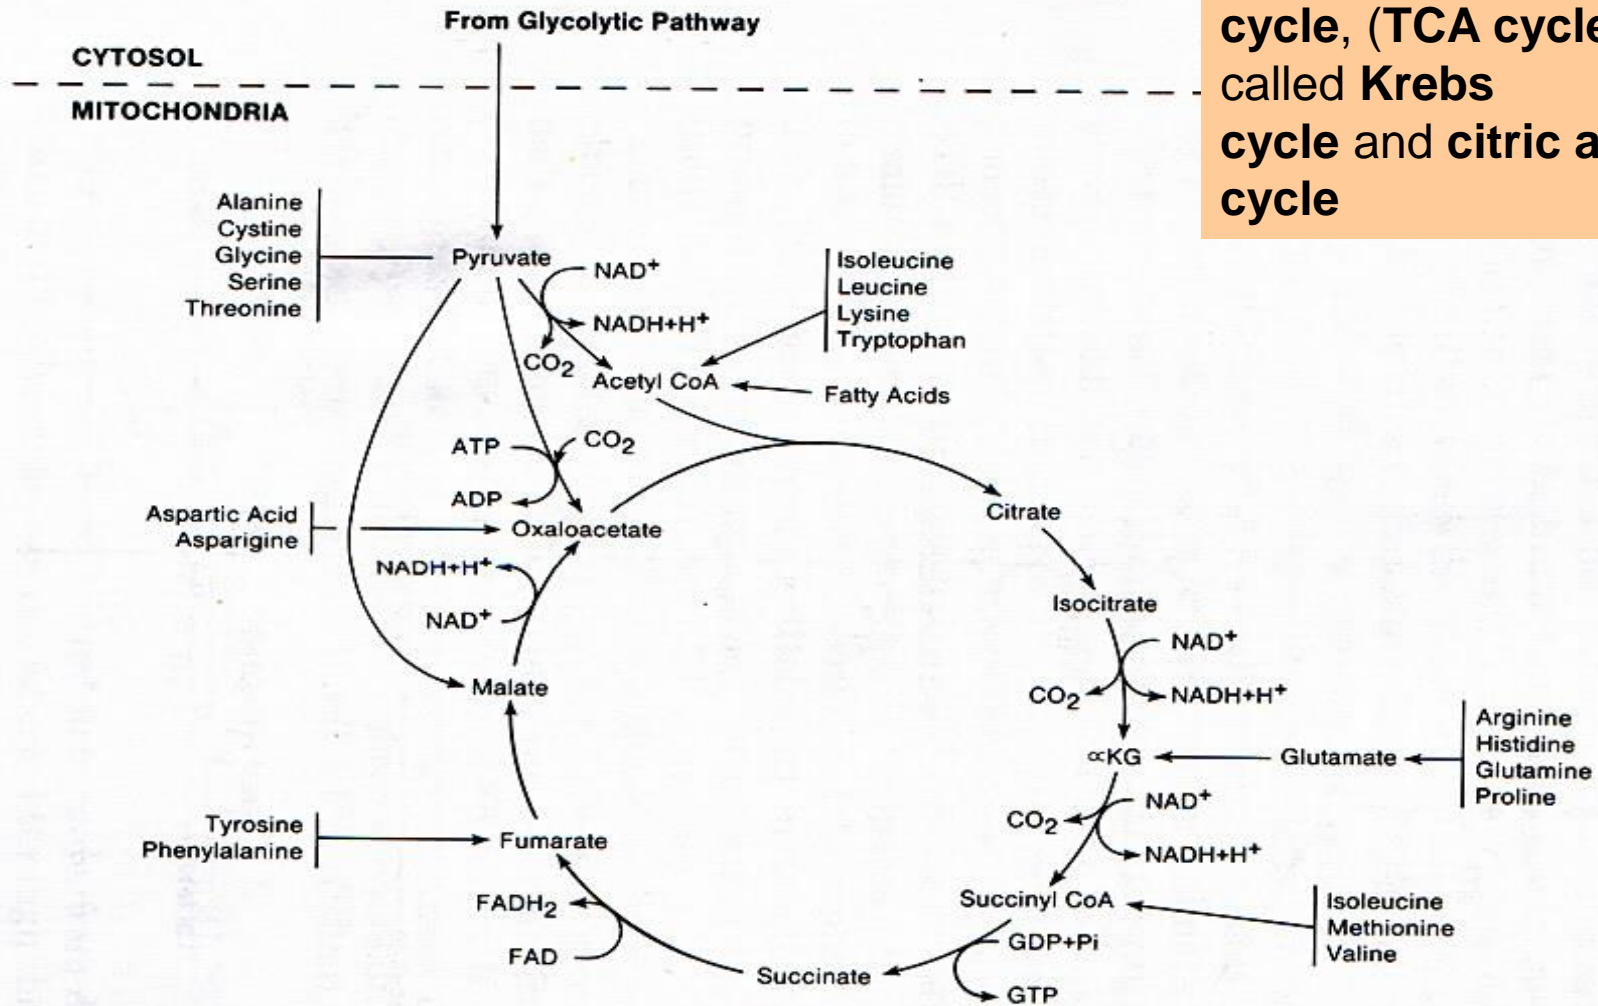 From Glycolytic Pathway
CYTOSOL
MITOCHONDRIA
cycle, (TCA cycle
called Krebs
cycle and citric a
cycle
Alanine
Cystine
Glycine
Serine
Threonine
Pyruvate
NAD+
NADH+H+
CO2
Isoleucine
Leucine
Lysine
Tryptophan
Acetyl CoA
Fatty Acids
ATP
CO2
ADP
Aspartic Acid
Asparigine
Oxaloacetate
Citrate
NADH+H+
NAD+
Isocitrate
NAD+
CO2
NADH+H+
Malate
∝KG
Glutamate
Arginine
Histidine
Glutamine
Proline
NAD+
CO2
NADH+H+
Tyrosine
Phenylalanine
Fumarate
Succinyl CoA
Isoleucine
Methionine
Valine
FADH2
FAD
GDP+Pi
Succinate
GTP